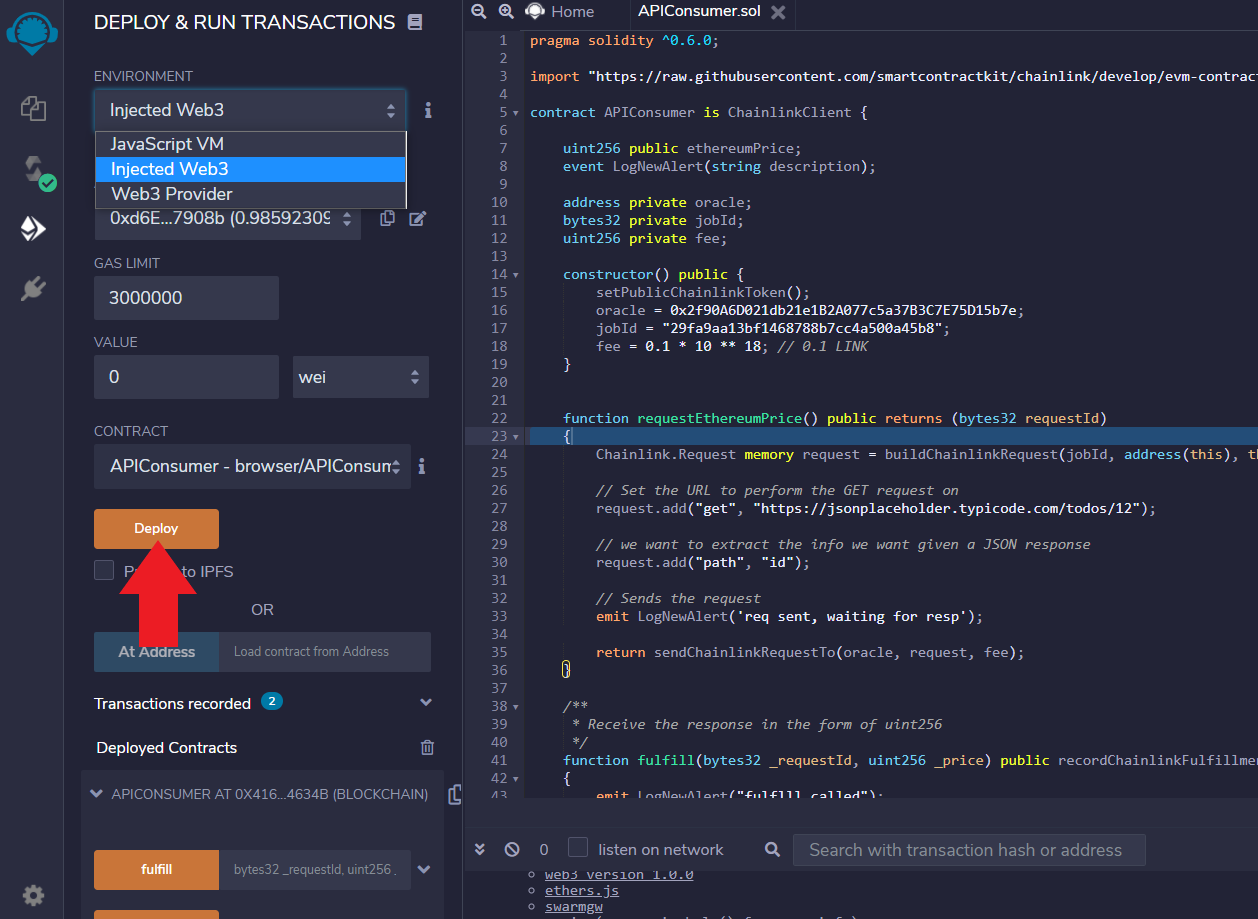 DEPLOY & RUN TRANSACTIONS
ENVIRONMENT
Injected Web3
JavaScript VM
Injected Web3
Web3 Provider
0xd6E...7908b (0.98592309
GAS LIMIT
3000000
VALUE
0
wei
CONTRACT
APIConsumer - browser/APIConsum
Deploy
to IPFS
OR
At Address
Load contract from Address
Transactions recorded 2
Deployed Contracts
APICONSUMER AT 0X416...4634B (BLOCKCHAIN)
fulfill
bytes32 _requestId, uint256 _
Home
APIConsumer.sol
1 pragma solidity ^0.6.0;
2
3 import "https://raw.githubusercontent.com/smartcontractkit/chainlink/develop/evm-contrac
4
5 contract APIConsumer is ChainlinkClient {
6
7 uint256 public ethereumPrice;
8 event LogNewAlert(string description);
9
10 address private oracle;
11 bytes32 private jobId;
12 uint256 private fee;
13
14 constructor() public {
15 setPublicChainlinkToken();
16 oracle = 0x2f90A6D021db21e1B2A077c5a37B3C7E75D15b7e;
17 jobId = "29fa9aa13bf1468788b7cc4a500a45b8";
18 fee = 0.1 * 10 ** 18; // 0.1 LINK
19 }
20
21
22 function requestEthereumPrice() public returns (bytes32 requestId)
23 {
24 Chainlink.Request memory request = buildChainlinkRequest(jobId, address(this), th
25
26 // Set the URL to perform the GET request on
27 request.add("get", "https://jsonplaceholder.typicode.com/todos/12");
28
29 // we want to extract the info we want given a JSON response
30 request.add("path", "id");
31
32 // Sends the request
33 emit LogNewAlert('req sent, waiting for resp');
34
35 return sendChainlinkRequestTo(oracle, request, fee);
36 }
37
38 /**
39 * Receive the response in the form of uint256
40 */
41 function fulfill(bytes32 _requestId, uint256 _price) public recordChainlinkFulfillme
42 {
43 emit LogNewAlert("fulflll called");
0
listen on network
Search with transaction hash or address
web3 version 1.0.0
ethers.js
swarmgw